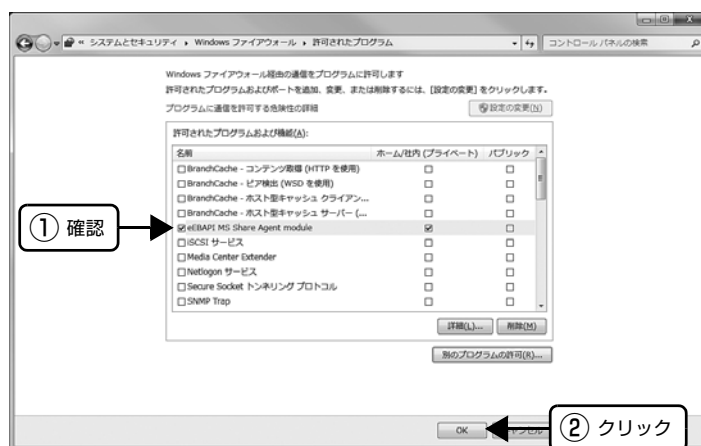 « システムとセキュリティ ▸ Windows ファイアウォール ▸ 許可されたプログラム
コントロール パネルの検索
Windows ファイアウォール経由の通信をプログラムに許可します
許可されたプログラムおよびポートを追加、変更、または削除するには、[設定の変更] をクリックします。
プログラムに通信を許可する危険性の詳細
設定の変更(N)
許可されたプログラムおよび機能(A):
名前 ホーム/社内 (プライベート) パブリック
BranchCache - コンテンツ取得 (HTTP を使用)
BranchCache - ピア検出 (WSD を使用)
BranchCache - ホスト型キャッシュ クライアン...
BranchCache - ホスト型キャッシュ サーバー (...
① 確認
eEBAPI MS Share Agent module
iSCSI サービス
Media Center Extender
Netlogon サービス
Secure Socket トンネリング プロトコル
SNMP Trap
詳細(L)... 削除(M)
別のプログラムの許可(R)...
OK
② クリック